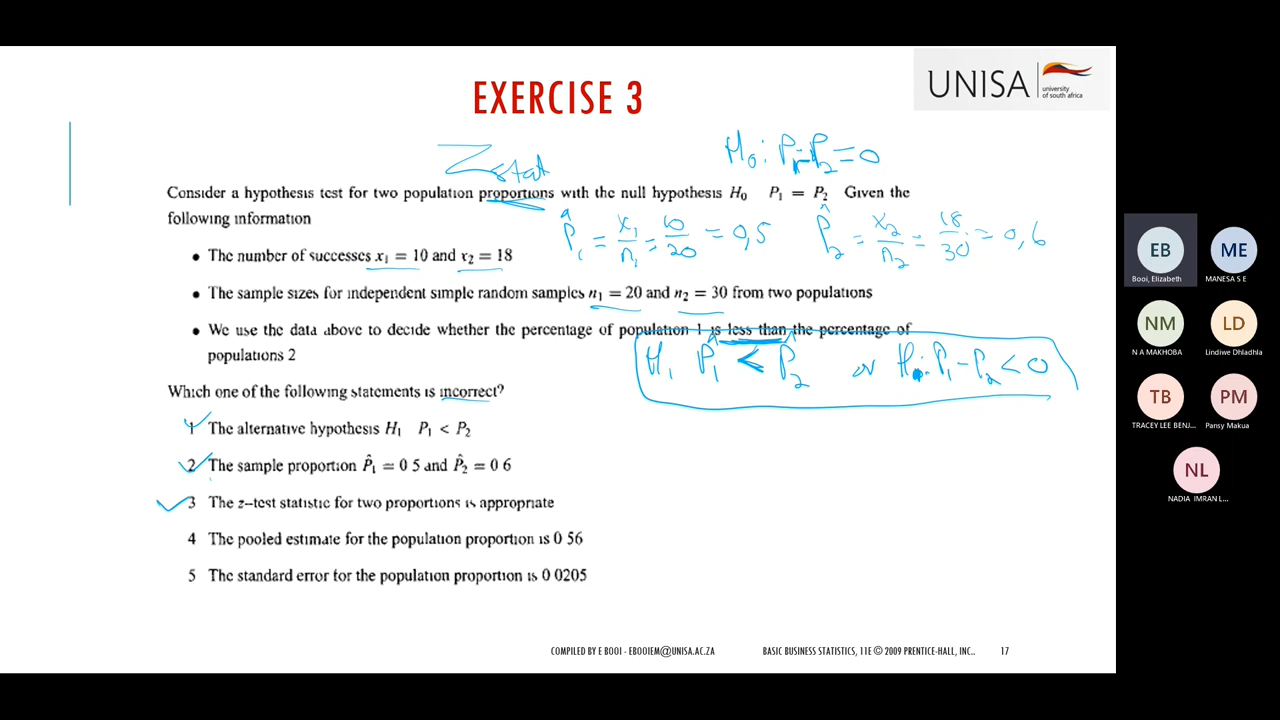 EXERCISE 3
UNISA
university
of south africa
H₀: P₁-P₂=0
Zstat
Consider a hypothesis test for two population proportions with the null hypothesis H₀ P₁ = P₂ Given the
following information
P̂₁ = x₁/n₁ = 10/20 = 0,5
P̂₂ = x₂/n₂ = 18/30 = 0,6
• The number of successes x₁ = 10 and x₂ = 18
• The sample sizes for independent simple random samples n₁ = 20 and n₂ = 30 from two populations
• We use the data above to decide whether the percentage of population 1 is less than the percentage of
populations 2
H₁ P̂₁ < P̂₂ or H₀: P₁-P₂<0
Which one of the following statements is incorrect?
1 The alternative hypothesis H₁ P₁ < P₂
2 The sample proportion P̂₁ = 0 5 and P̂₂ = 0 6
3 The z-test statistic for two proportions is appropriate
4 The pooled estimate for the population proportion is 0 56
5 The standard error for the population proportion is 0 0205
COMPILED BY E BOOI - EBOOIEM@UNISA.AC.ZA
BASIC BUSINESS STATISTICS, 11E © 2009 PRENTICE-HALL, INC..
17
EB
Booi, Elizabeth
ME
MANESA S E
NM
N A MAKHOBA
LD
Lindiwe Dhladhla
TB
TRACEY LEE BENJ...
PM
Pansy Makua
NL
NADIA IMRAN L...